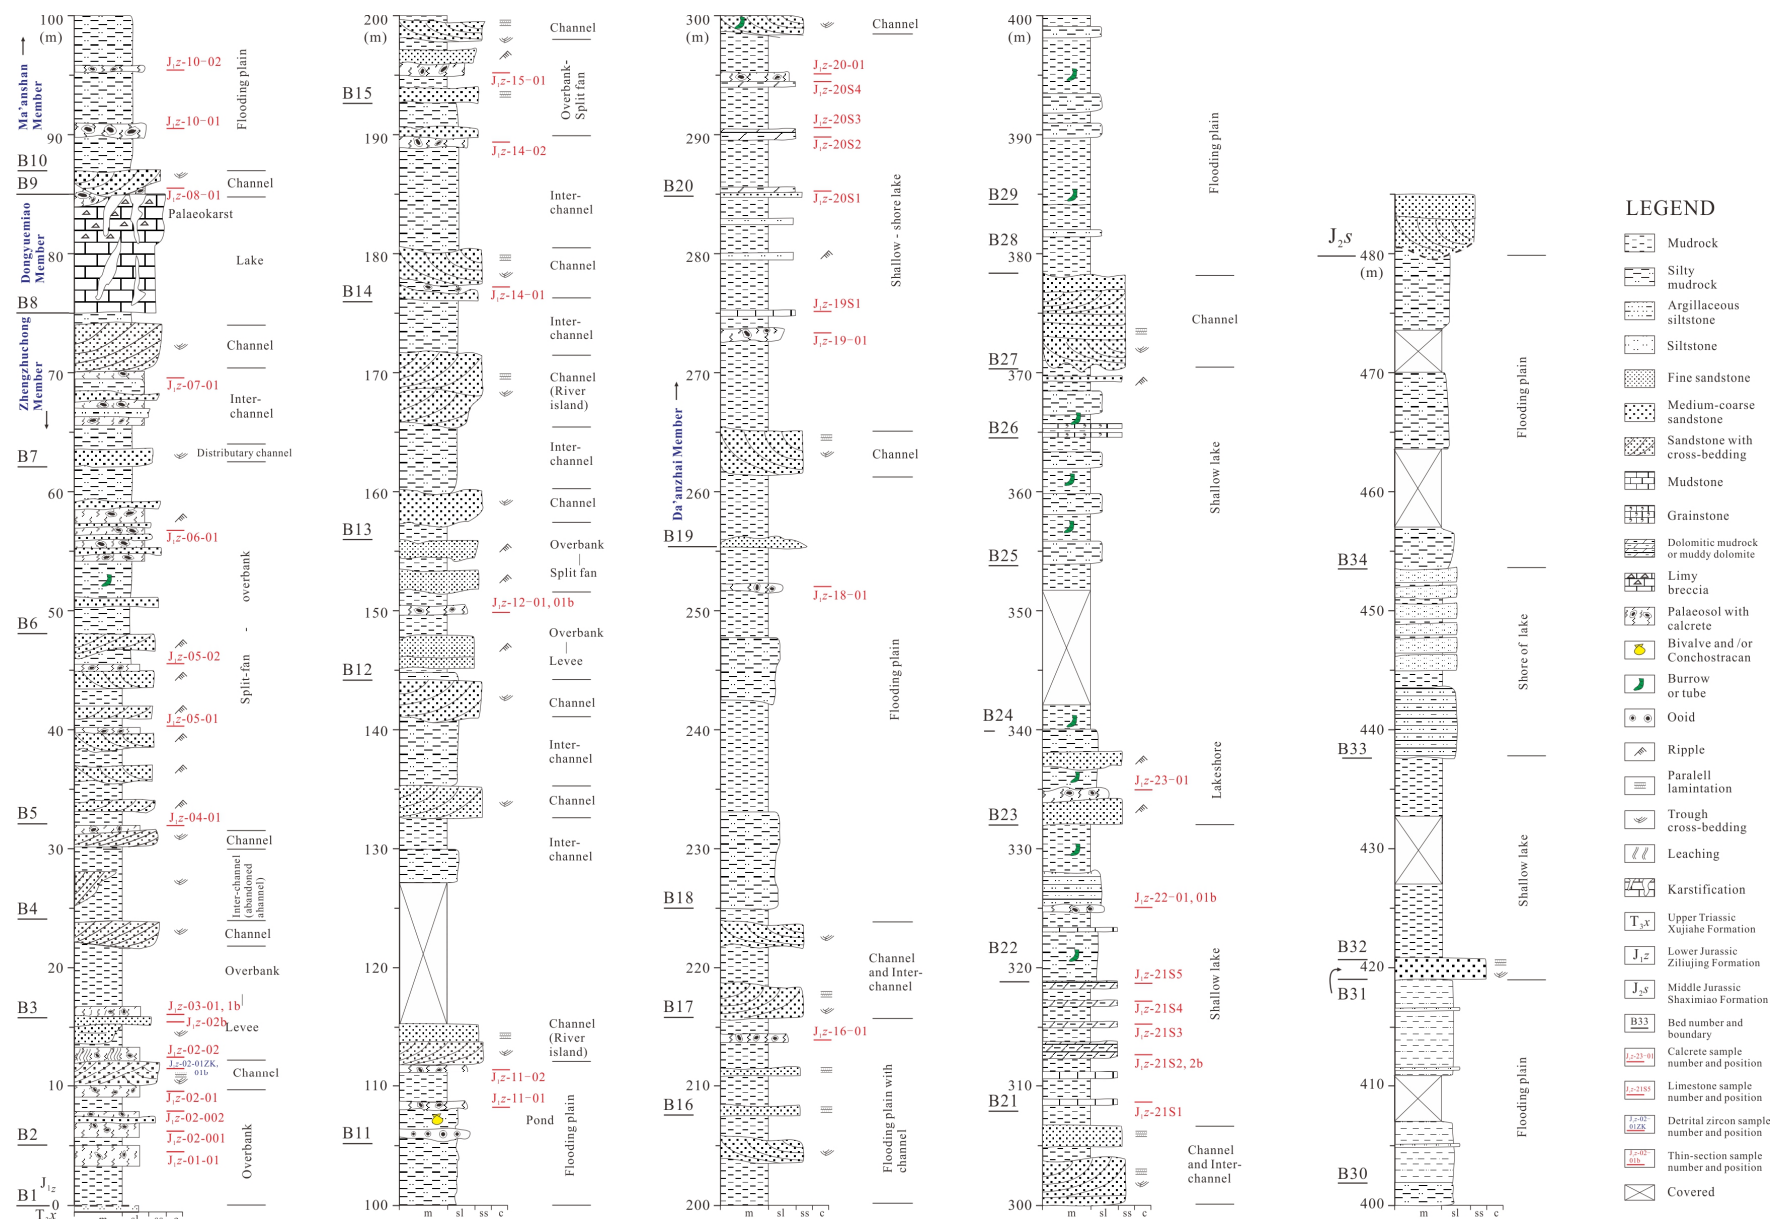 100
(m)
Ma'anshan
Member
J₁z-10-02
Flooding plain
J₁z-10-01
90
B10
B9
Channel
J₁z-08-01
Palaeokarst
Dongyuemiao
Member
80
Lake
B8
Zhengzhuchong
Member
Channel
70
J₁z-07-01
Inter-
channel
B7
Distributary channel
60
J₁z-06-01
overbank
-
Split-fan
50
B6
J₁z-05-02
J₁z-05-01
40
B5
J₁z-04-01
30
Channel
Inter-channel
(abandoned
ahannel)
B4
Channel
20
Overbank
|
Levee
B3
J₁z-03-01, 1b
J₁z-02b
J₁z-02-02
J₁z-02-01ZK,
01b
Channel
10
J₁z-02-01
J₁z-02-002
B2
J₁z-02-001
J₁z-01-01
Overbank
B1
J₁z
0
T₃x
m
sl
ss
c
200
(m)
Channel
J₁z-15-01
Overbank-
Split fan
B15
190
J₁z-14-02
Inter-
channel
180
Channel
B14
J₁z-14-01
Inter-
channel
170
Channel
(River
island)
Inter-
channel
160
Channel
B13
Overbank
|
Split fan
150
J₁z-12-01, 01b
Overbank
|
Levee
B12
Channel
140
Inter-
channel
Channel
130
Inter-
channel
120
Channel
(River
island)
110
J₁z-11-02
J₁z-11-01
Pond
Flooding plain
B11
100
m
sl
ss
c
300
(m)
Channel
J₁z-20-01
J₁z-20S4
J₁z-20S3
290
J₁z-20S2
B20
J₁z-20S1
Shallow - shore lake
280
J₁z-19S1
J₁z-19-01
270
Da'anzhai Member
Channel
260
B19
J₁z-18-01
250
Flooding plain
240
230
B18
220
Channel
and Inter-
channel
B17
J₁z-16-01
210
B16
Flooding plain with
channel
200
m
sl
ss
c
400
(m)
390
Flooding plain
B29
B28
380
Channel
B27
370
B26
Shallow lake
360
B25
350
B24
340
Lakeshore
J₁z-23-01
B23
330
J₁z-22-01, 01b
B22
320
J₁z-21S5
Shallow lake
J₁z-21S4
J₁z-21S3
J₁z-21S2, 2b
310
B21
J₁z-21S1
Channel
and Inter-
channel
300
m
sl
ss
c
J₂s
480
(m)
470
Flooding plain
460
B34
450
Shore of lake
440
B33
430
Shallow lake
B32
420
B31
410
Flooding plain
B30
400
m
sl
ss
c
LEGEND
Mudrock
Silty
mudrock
Argillaceous
siltstone
Siltstone
Fine sandstone
Medium-coarse
sandstone
Sandstone with
cross-bedding
Mudstone
Grainstone
Dolomitic mudrock
or muddy dolomite
Limy
breccia
Palaeosol with
calcrete
Bivalve and /or
Conchostracan
Burrow
or tube
Ooid
Ripple
Paralell
lamintation
Trough
cross-bedding
Leaching
Karstification
T₃x
Upper Triassic
Xujiahe Formation
J₁z
Lower Jurassic
Ziliujing Formation
J₂s
Middle Jurassic
Shaximiao Formation
B33
Bed number and
boundary
J₁z-23-01
Calcrete sample
number and position
J₁z-21S5
Limestone sample
number and position
J₁z-02-
01ZK
Detrital zircon sample
number and position
J₁z-02-
01b
Thin-section sample
number and position
Covered